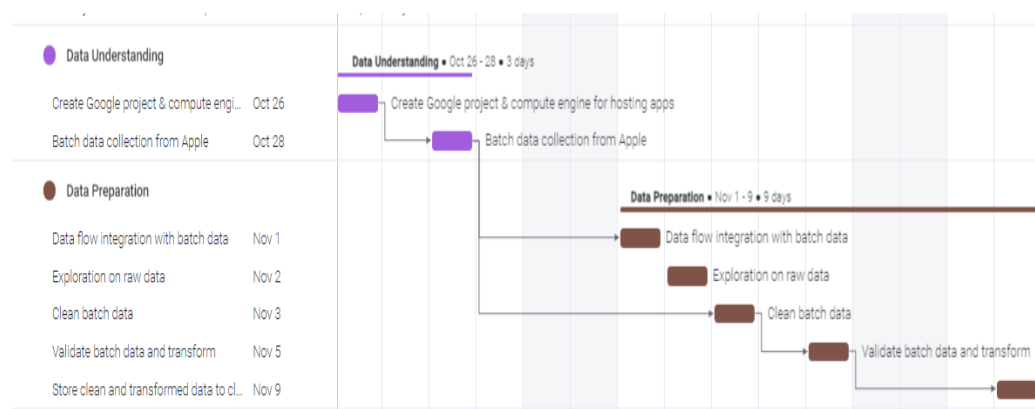 Data Understanding
Data Understanding • Oct 26 - 28 • 3 days
Create Google project & compute engi... Oct 26
Create Google project & compute engine for hosting apps
Batch data collection from Apple Oct 28
Batch data collection from Apple
Data Preparation
Data Preparation • Nov 1 - 9 • 9 days
Data flow integration with batch data Nov 1
Data flow integration with batch data
Exploration on raw data Nov 2
Exploration on raw data
Clean batch data Nov 3
Clean batch data
Validate batch data and transform Nov 5
Validate batch data and transform
Store clean and transformed data to cl... Nov 9